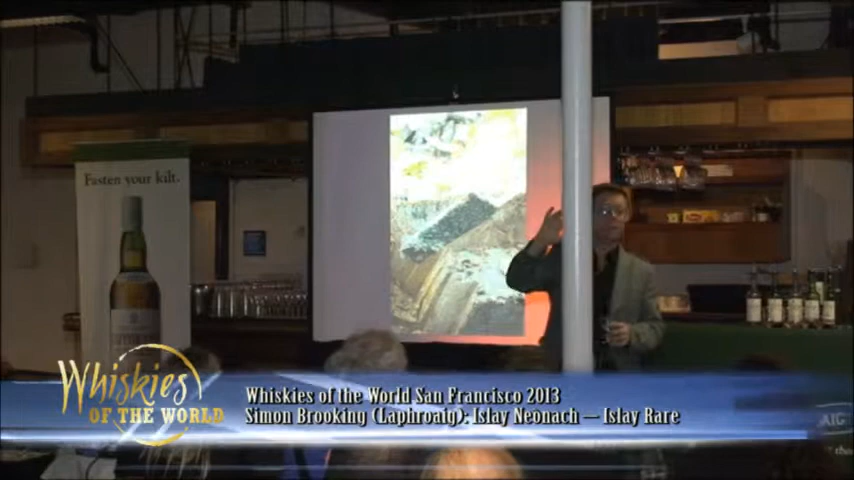 Fasten your kilt.
Whiskies
OF THE WORLD
Whiskies of the World San Francisco 2013
Simon Brooking (Laphroaig): Islay Neonach — Islay Rare